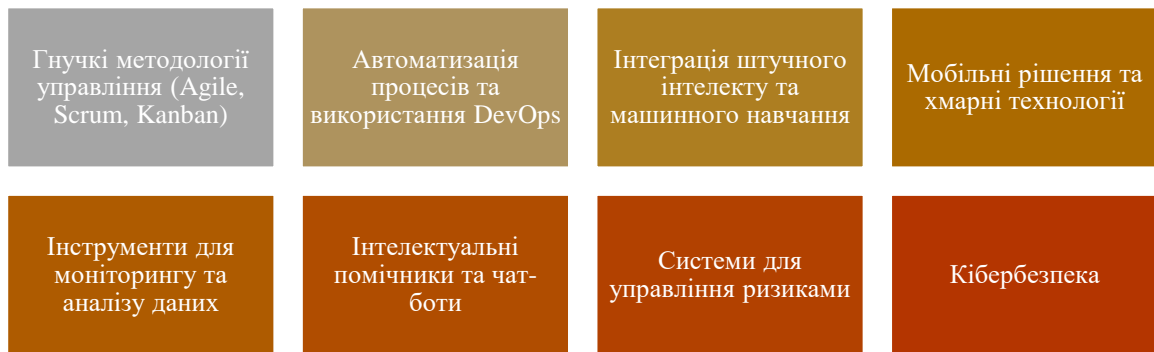 Гнучкі методології
управління (Agile,
Scrum, Kanban)
Автоматизація
процесів та
використання DevOps
Інтеграція штучного
інтелекту та
машинного навчання
Мобільні рішення та
хмарні технології
Інструменти для
моніторингу та
аналізу даних
Інтелектуальні
помічники та чат-
боти
Системи для
управління ризиками
Кібербезпека